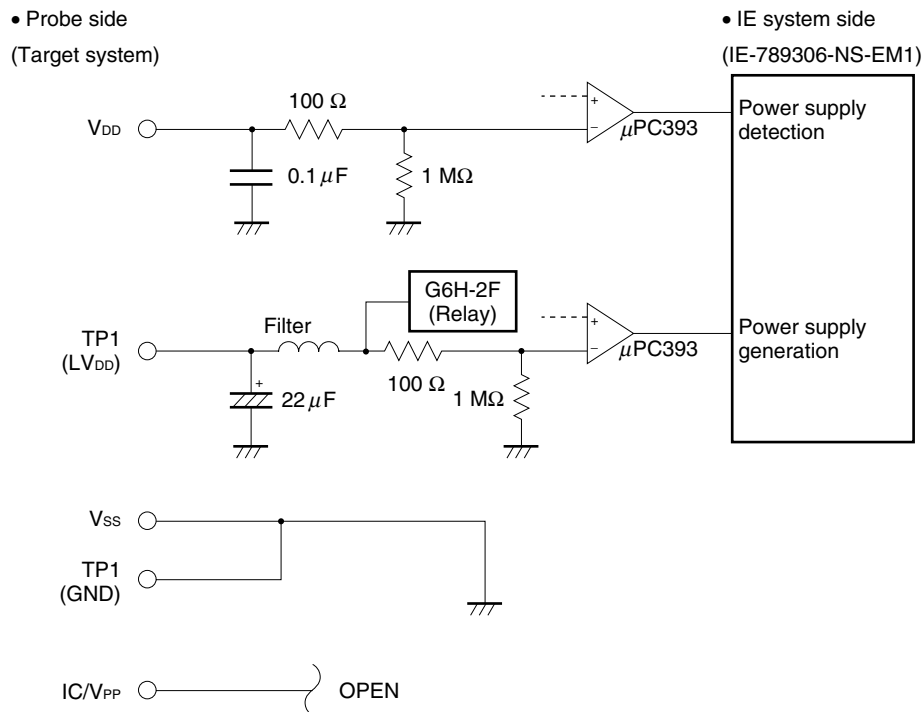 • Probe side
(Target system)
• IE system side
(IE-789306-NS-EM1)
VDD
100 Ω
0.1 μF
1 MΩ
+
−
μPC393
Power supply
detection
TP1
(LVDD)
Filter
+
22 μF
G6H-2F
(Relay)
100 Ω
1 MΩ
+
−
μPC393
Power supply
generation
VSS
TP1
(GND)
IC/VPP
OPEN